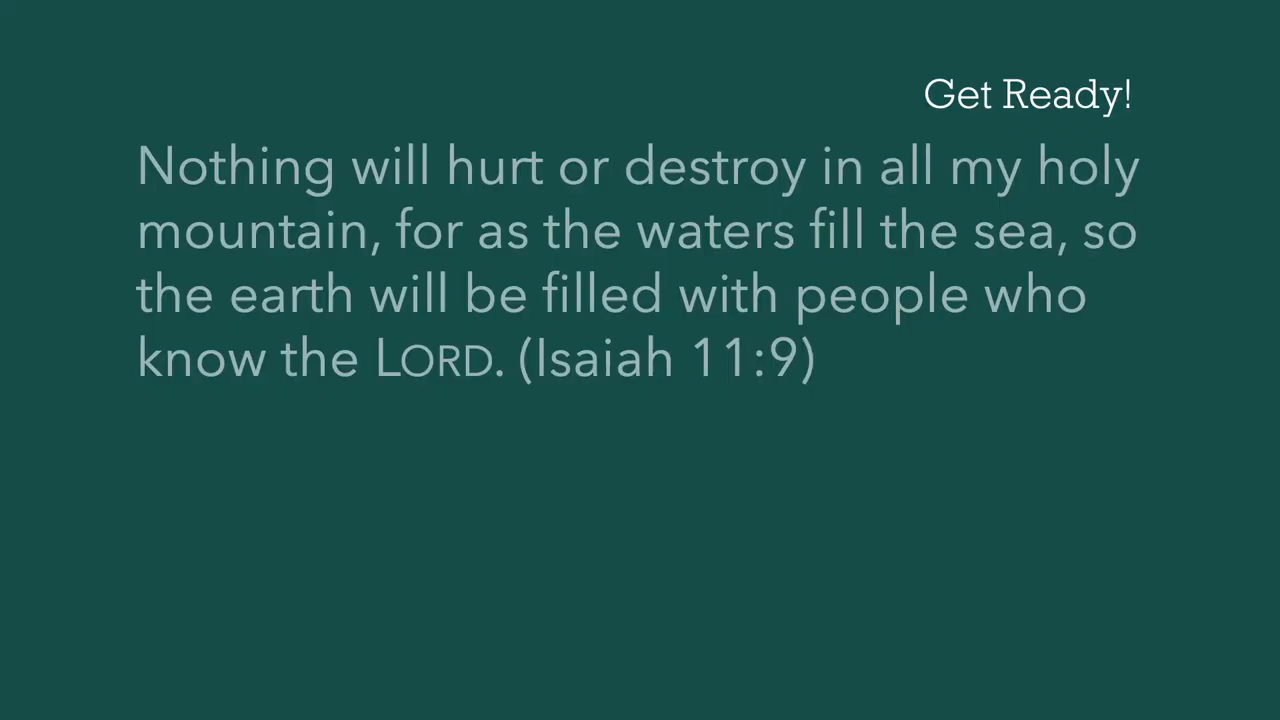 Get Ready!
Nothing will hurt or destroy in all my holy
mountain, for as the waters fill the sea, so
the earth will be filled with people who
know the LORD. (Isaiah 11:9)